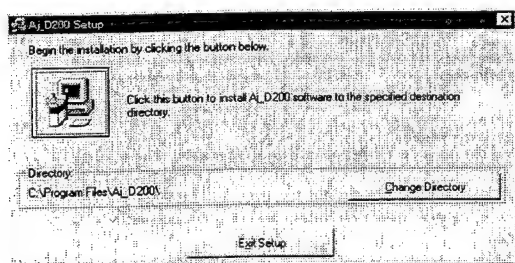 Aj_D200 Setup
Begin the installation by clicking the button below.
Click this button to install Aj_D200 software to the specified destination
directory.
Directory:
C:\Program Files\Aj_D200\
Change Directory
Exit Setup